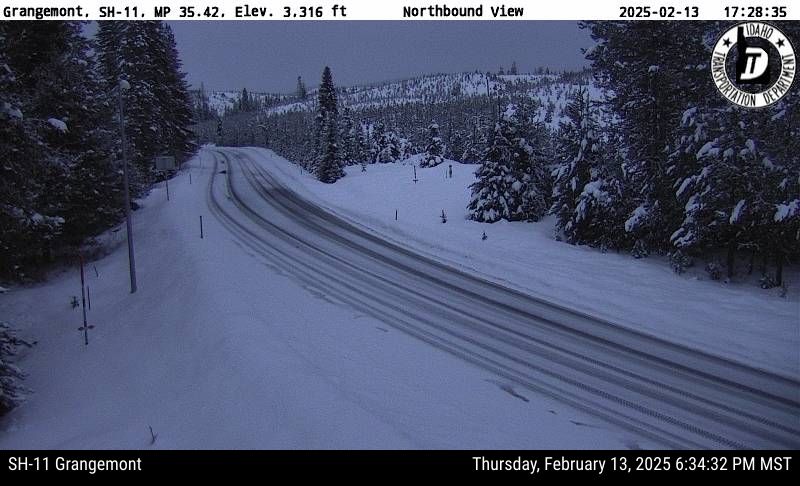 Grangemont, SH-11, MP 35.42, Elev. 3,316 ft Northbound View 2025-02-13 17:28:35
IDAHO
TRANSPORTATION DEPARTMENT
SH-11 Grangemont Thursday, February 13, 2025 6:34:32 PM MST